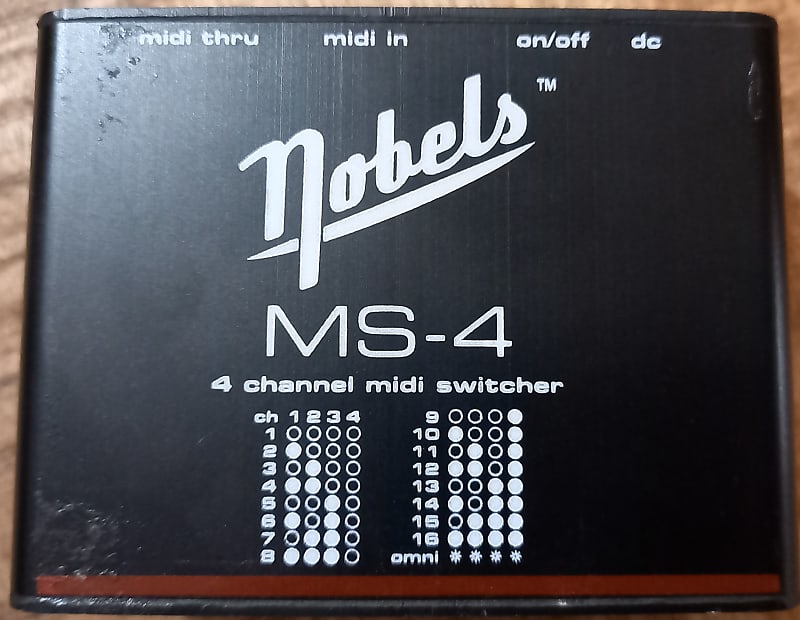 midi thru midi in on/off dc
Nobels™
MS-4
4 channel midi switcher
ch 1 2 3 4
1 ○ ○ ○ ○
2 ● ○ ○ ○
3 ○ ● ○ ○
4 ● ● ○ ○
5 ○ ○ ● ○
6 ● ○ ● ○
7 ○ ● ● ○
8 ● ● ● ○
9 ○ ○ ○ ●
10 ● ○ ○ ●
11 ○ ● ○ ●
12 ● ● ○ ●
13 ○ ○ ● ●
14 ● ○ ● ●
15 ○ ● ● ●
16 ● ● ● ●
omni * * * *